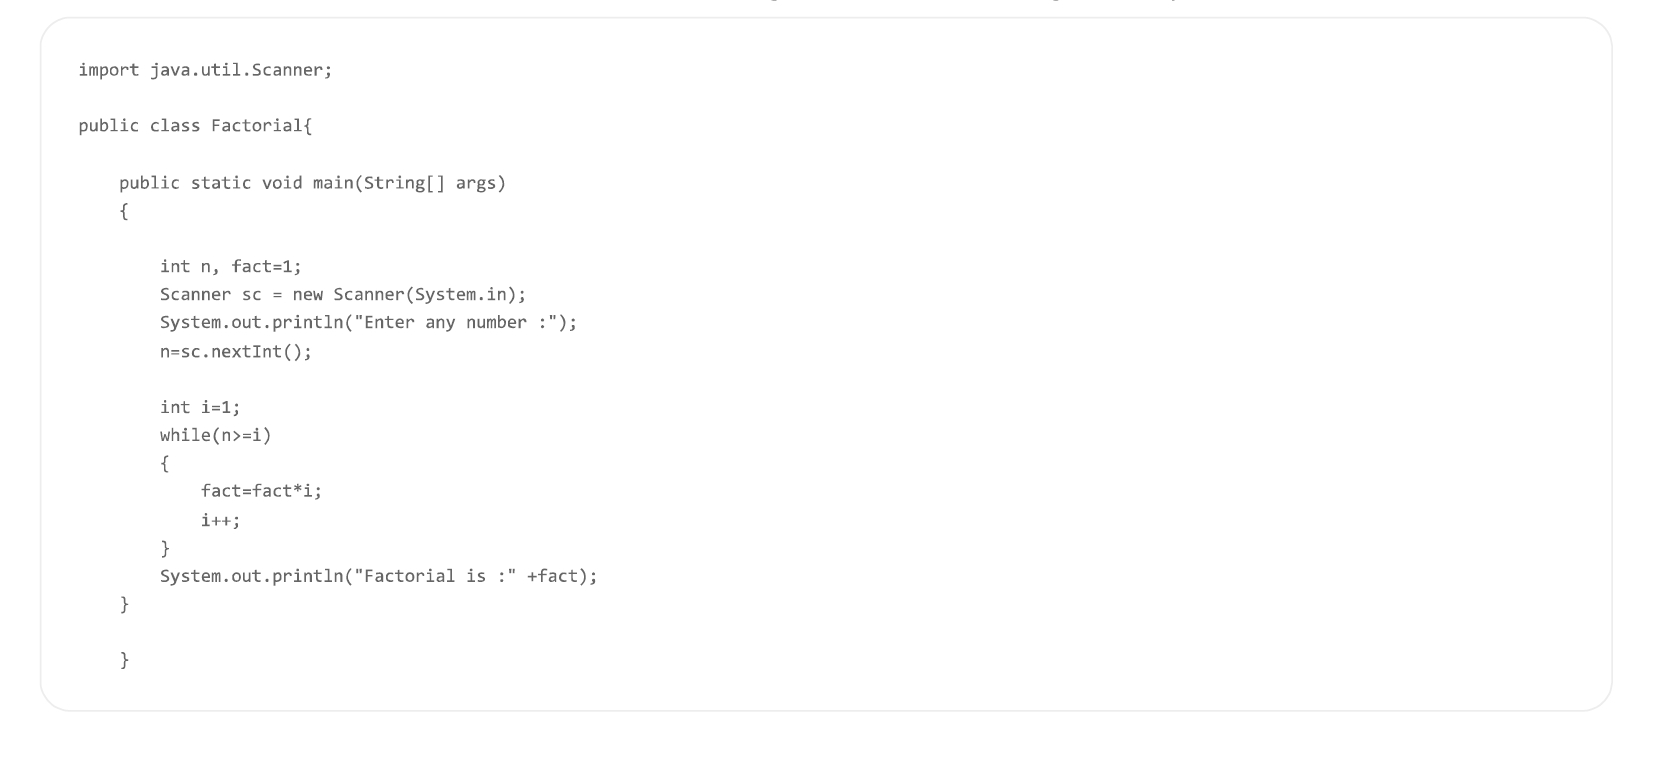 import java.util.Scanner;
public class Factorial{
public static void main(String[] args)
{
int n, fact=1;
Scanner sc = new Scanner(System.in);
System.out.println("Enter any number :");
n=sc.nextInt();
int i=1;
while(n>=i)
{
fact=fact*i;
i++;
}
System.out.println("Factorial is :" +fact);
}
}